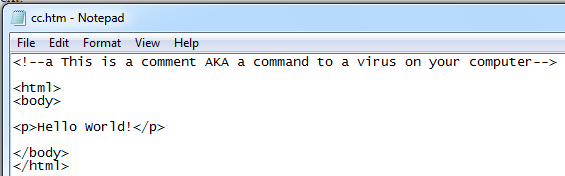 cc.htm - Notepad
File Edit Format View Help
<!--a This is a comment AKA a command to a virus on your computer-->
<html>
<body>
<p>Hello World!</p>
</body>
</html>